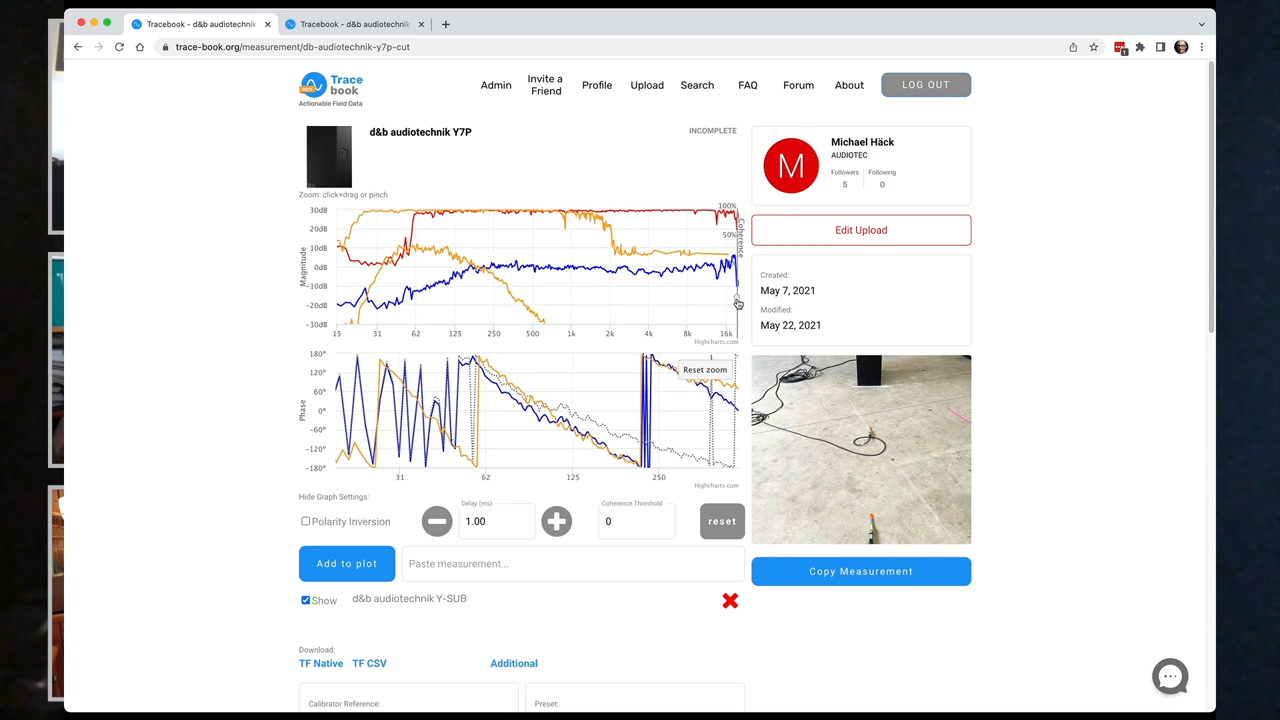 Tracebook - d&b audiotechnik
Tracebook - d&b audiotechnik
trace-book.org/measurement/db-audiotechnik-y7p-cut
1
Trace
book
BETA
Actionable Field Data
Admin
Invite a
Friend
Profile
Upload
Search
FAQ
Forum
About
LOG OUT
d&b audiotechnik Y7P
INCOMPLETE
Zoom: click+drag or pinch
Magnitude
30dB
20dB
10dB
0dB
-10dB
-20dB
-30dB
100%
50%
Coherence
15
31
62
125
250
500
1k
2k
4k
8k
16k
Highcharts.com
Phase
180°
120°
60°
0°
-60°
-120°
-180°
Reset zoom
31
62
125
250
Highcharts.com
Hide Graph Settings:
Polarity Inversion
Delay (ms)
1.00
Coherence Threshold
0
reset
Add to plot
Paste measurement...
Show
d&b audiotechnik Y-SUB
Download:
TF Native
TF CSV
Additional
Calibrator Reference:
Preset:
M
Michael Häck
AUDIOTEC
Followers
5
Following
0
Edit Upload
Created:
May 7, 2021
Modified:
May 22, 2021
Copy Measurement